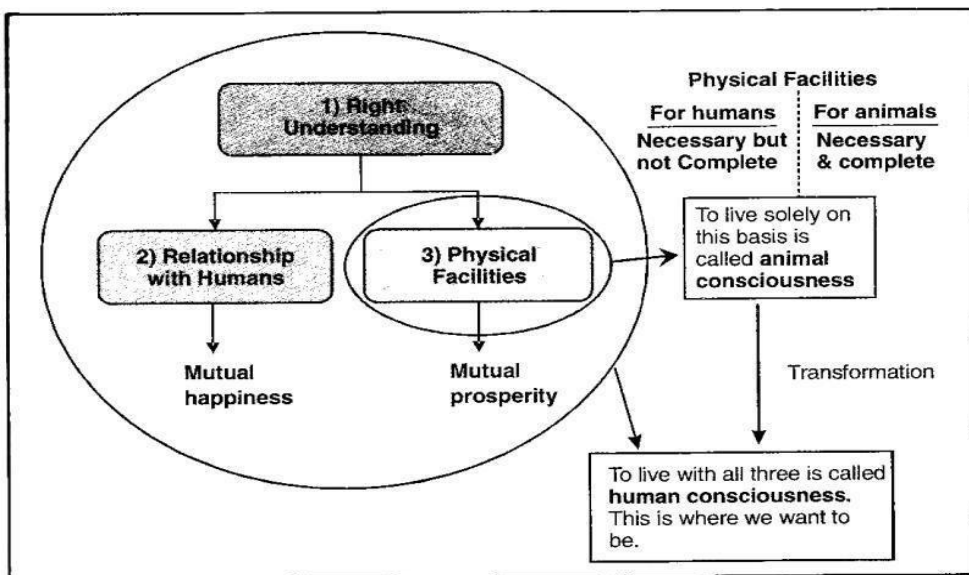 1) Right
Understanding
2) Relationship
with Humans
3) Physical
Facilities
Mutual
happiness
Mutual
prosperity
Physical Facilities
For humans
Necessary but
not Complete
For animals
Necessary
& complete
To live solely on
this basis is
called animal
consciousness
Transformation
To live with all three is called
human consciousness.
This is where we want to
be.